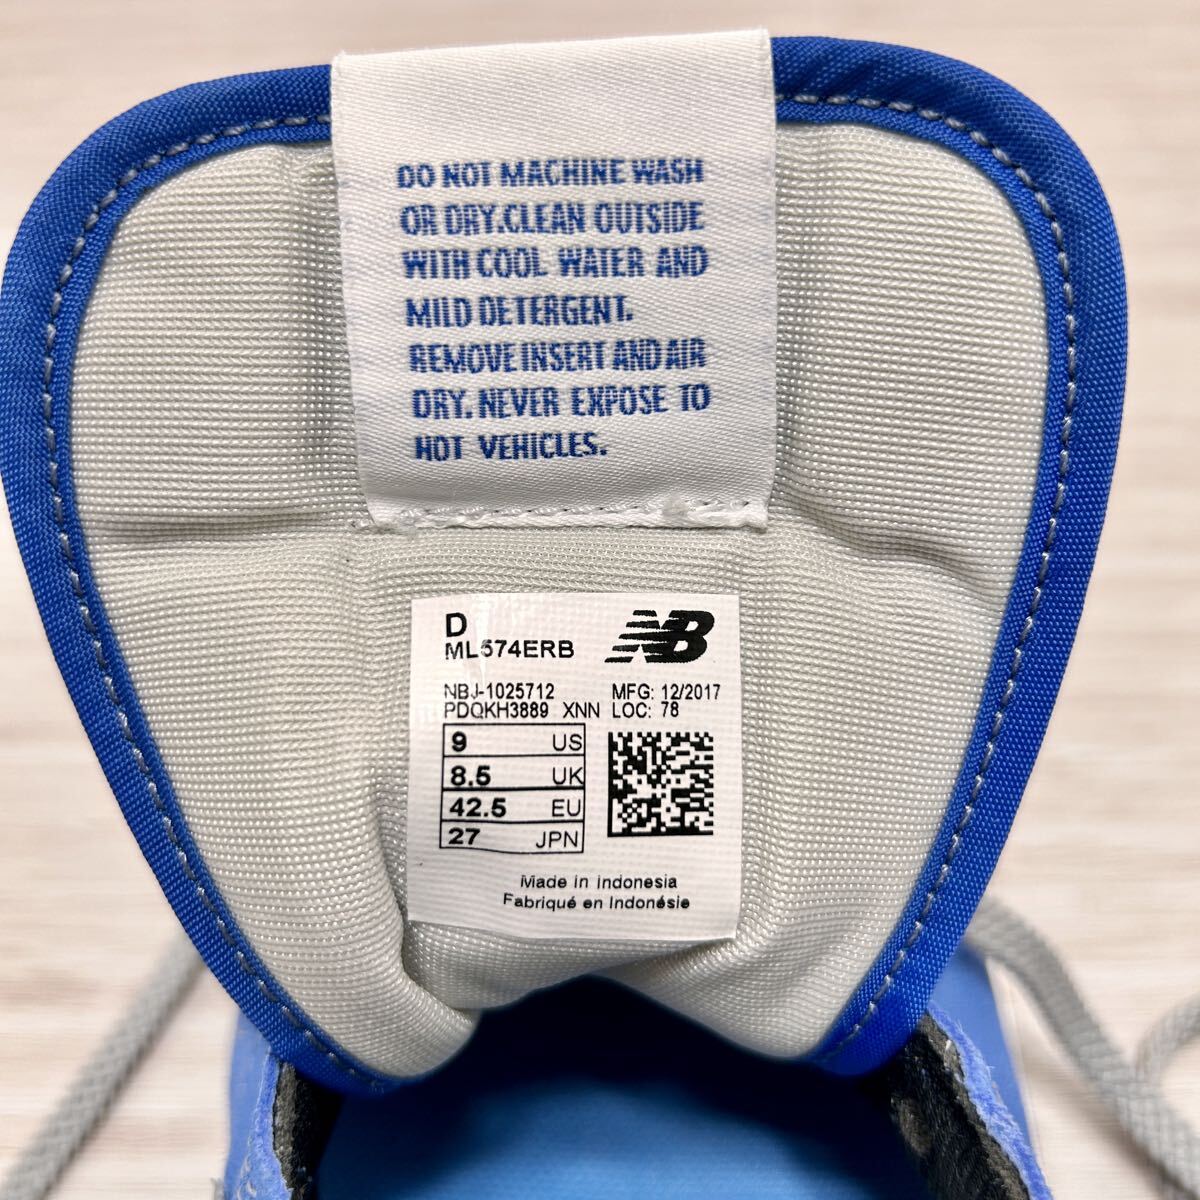 DO NOT MACHINE WASH
OR DRY.CLEAN OUTSIDE
WITH COOL WATER AND
MILD DETERGENT.
REMOVE INSERT AND AIR
DRY. NEVER EXPOSE TO
HOT VEHICLES.
D
ML574ERB
NB
NBJ-1025712 MFG: 12/2017
PDQKH3889 XNN LOC: 78
9 US
8.5 UK
42.5 EU
27 JPN
Made in Indonesia
Fabriqué en Indonésie